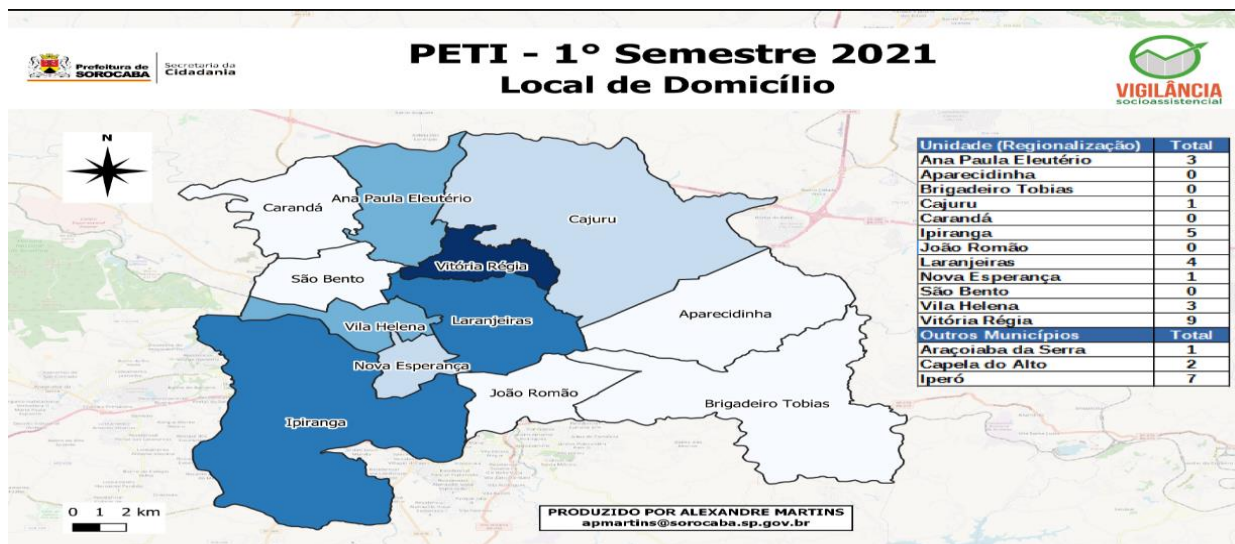 Prefeitura de
SOROCABA
Secretaria da
Cidadania
PETI - 1° Semestre 2021
Local de Domicílio
VIGILÂNCIA
socioassistencial
N
Carandá
Ana Paula Eleutério
Cajuru
Vitória Régia
São Bento
Vila Helena
Laranjeiras
Aparecidinha
Nova Esperança
João Romão
Brigadeiro Tobias
Ipiranga
Unidade (Regionalização) Total
Ana Paula Eleutério 3
Aparecidinha 0
Brigadeiro Tobias 0
Cajuru 1
Carandá 0
Ipiranga 5
João Romão 0
Laranjeiras 4
Nova Esperança 1
São Bento 0
Vila Helena 3
Vitória Régia 9
Outros Municípios Total
Araçoiaba da Serra 1
Capela do Alto 2
Iperó 7
0 1 2 km
PRODUZIDO POR ALEXANDRE MARTINS
apmartins@sorocaba.sp.gov.br